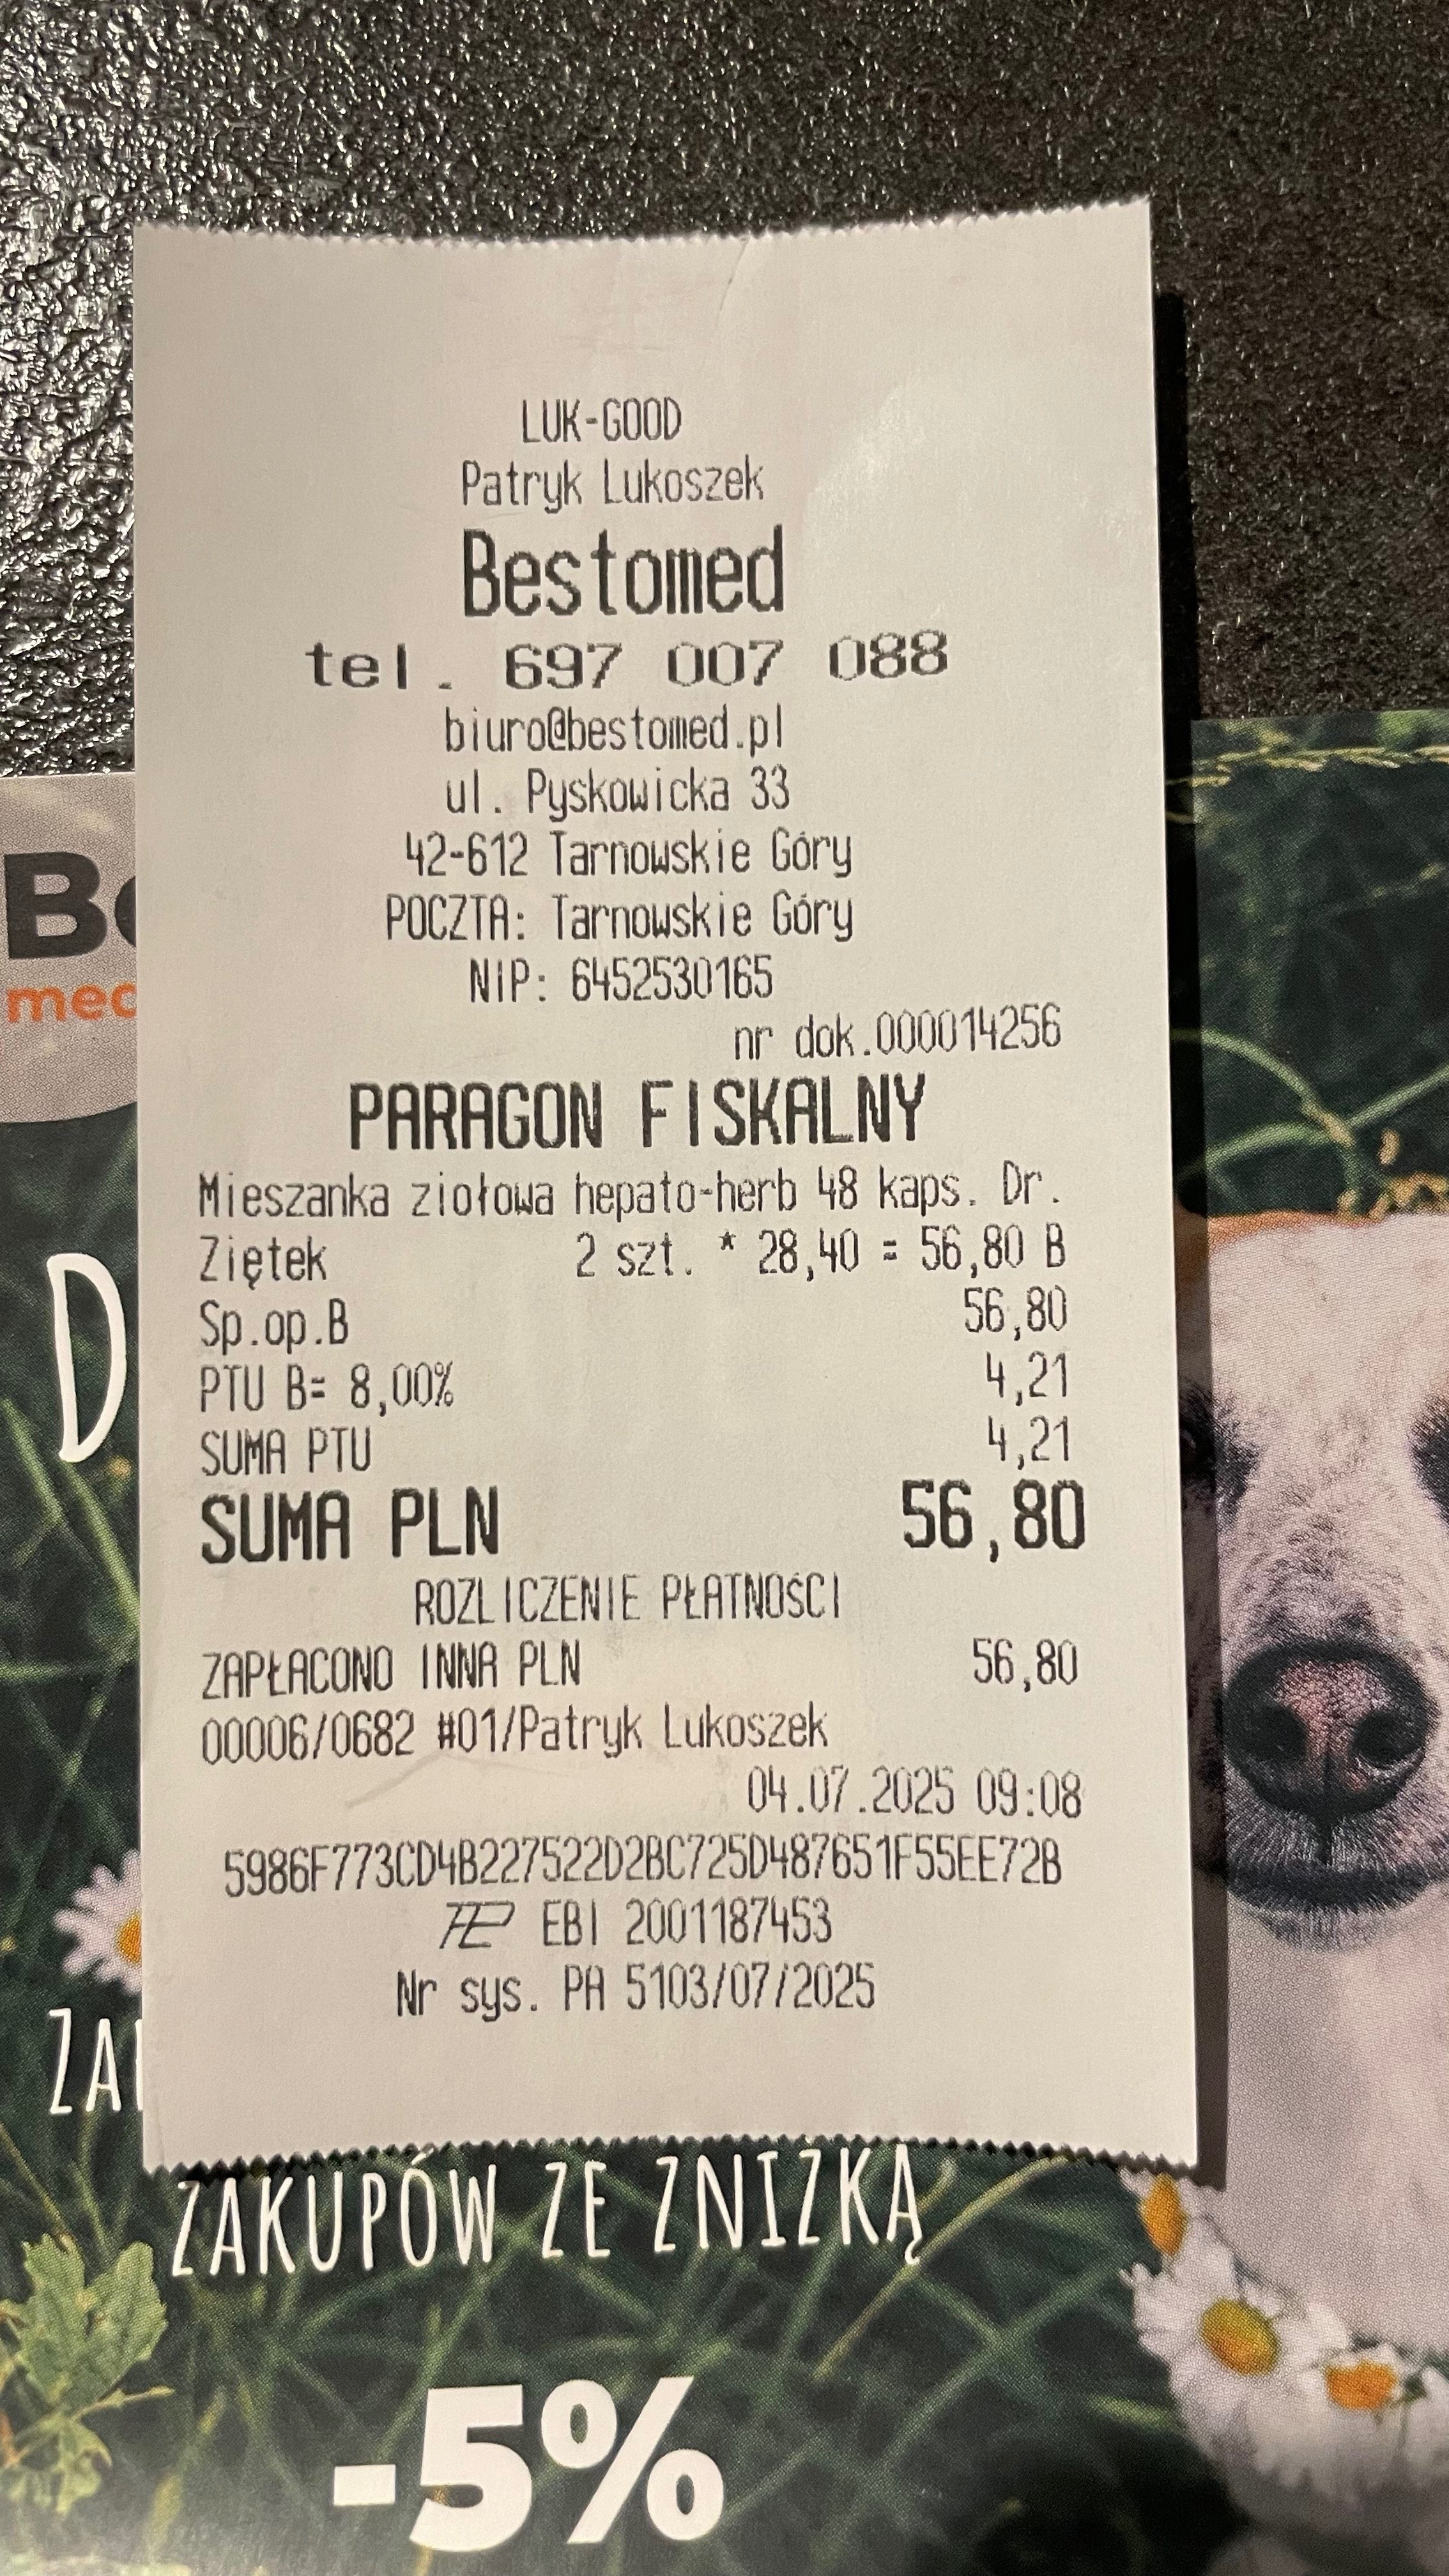 LUK-GOOD
Patryk Lukoszek
Bestomed
tel. 697 007 088
biuro@bestomed.pl
ul. Pyskowicka 33
42-612 Tarnowskie Góry
POCZTA: Tarnowskie Góry
NIP: 6452530165
nr dok.000014256
PARAGON FISKALNY
Mieszanka ziołowa hepato-herb 48 kaps. Dr.
Ziętek 2 szt. * 28,40 = 56,80 B
Sp.op.B 56,80
PTU B= 8,00% 4,21
SUMA PTU 4,21
SUMA PLN 56,80
ROZLICZENIE PŁATNOŚCI
ZAPŁACONO INNA PLN 56,80
00006/0682 #01/Patryk Lukoszek
04.07.2025 09:08
5986F773CD4B227522D2BC725D487651F55EE72B
EBI 2001187453
Nr sys. PA 5103/07/2025
ZAKUPÓW ZE ZNIŻKĄ
-5%